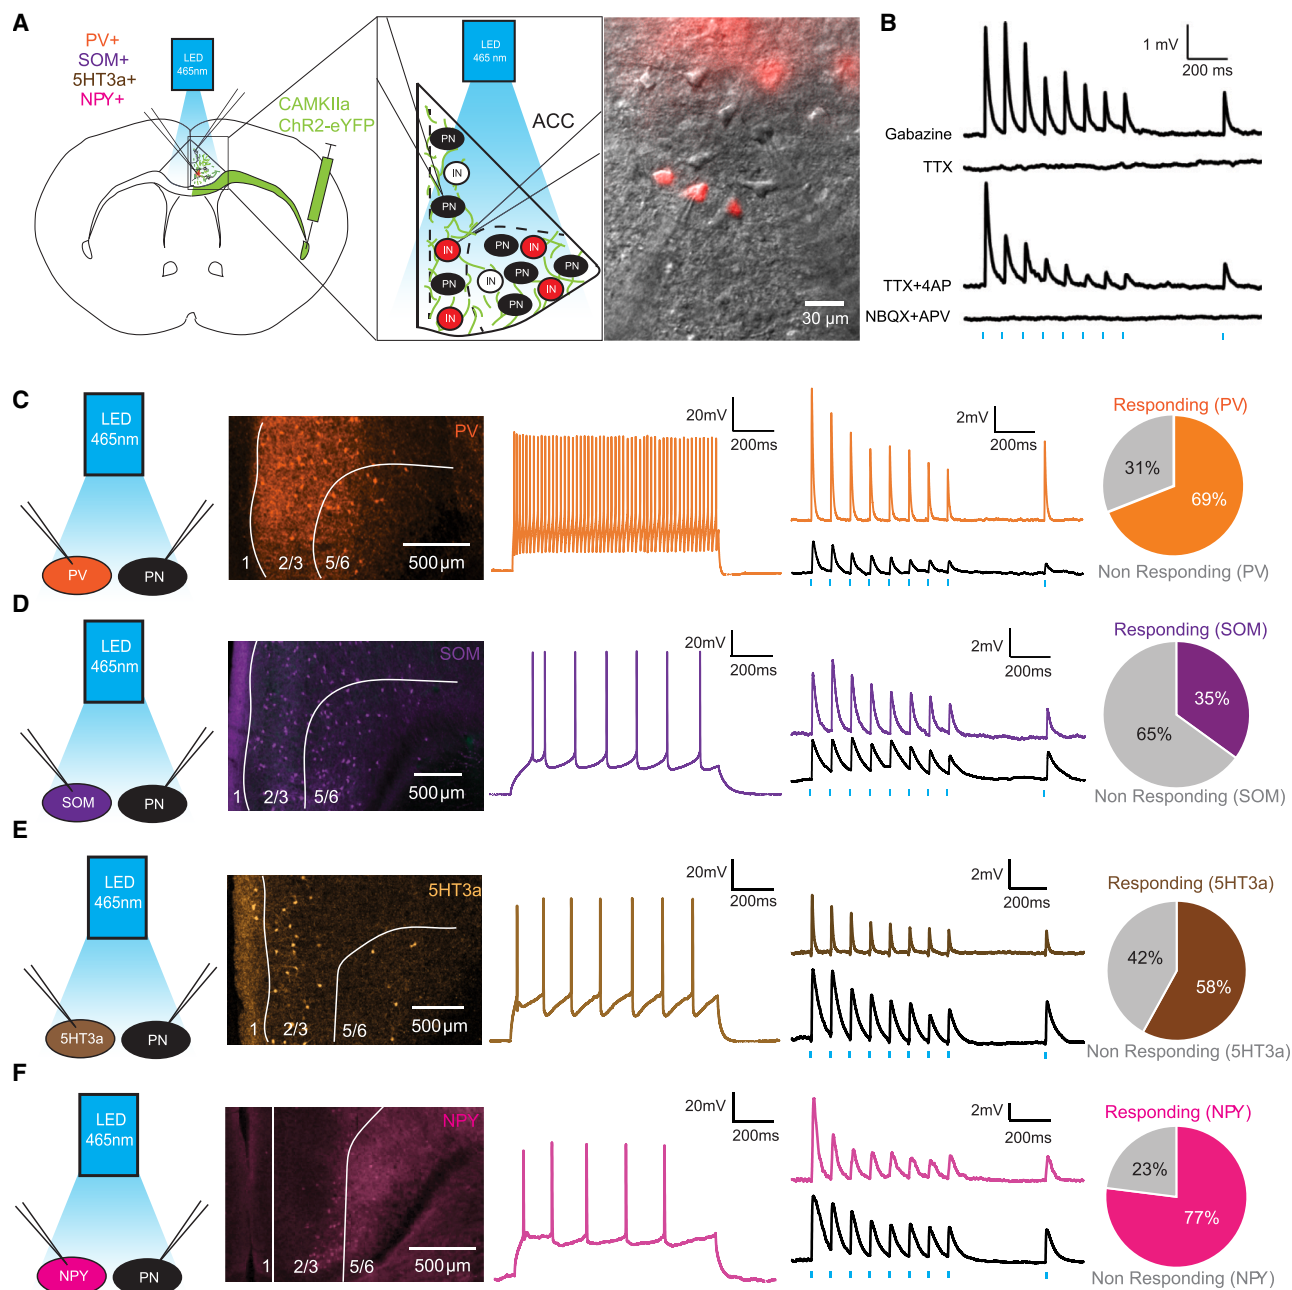 A
PV+
SOM+
5HT3a+
NPY+
LED
465nm
CAMKIIa
ChR2-eYFP
LED
465 nm
ACC
PN
IN
PN
IN
PN
IN
PN
IN
PN
IN
PN
IN
PN
30 µm
B
1 mV
200 ms
Gabazine
TTX
TTX+4AP
NBQX+APV
C
LED
465nm
PV
PN
PV
1
2/3
5/6
500µm
20mV
200ms
2mV
200ms
Responding (PV)
31%
69%
Non Responding (PV)
D
LED
465nm
SOM
PN
SOM
1
2/3
5/6
500µm
20mV
200ms
2mV
200ms
Responding (SOM)
35%
65%
Non Responding (SOM)
E
LED
465nm
5HT3a
PN
5HT3a
1
2/3
5/6
500µm
20mV
200ms
2mV
200ms
Responding (5HT3a)
42%
58%
Non Responding (5HT3a)
F
LED
465nm
NPY
PN
NPY
1
2/3
5/6
500µm
20mV
200ms
2mV
200ms
Responding (NPY)
23%
77%
Non Responding (NPY)